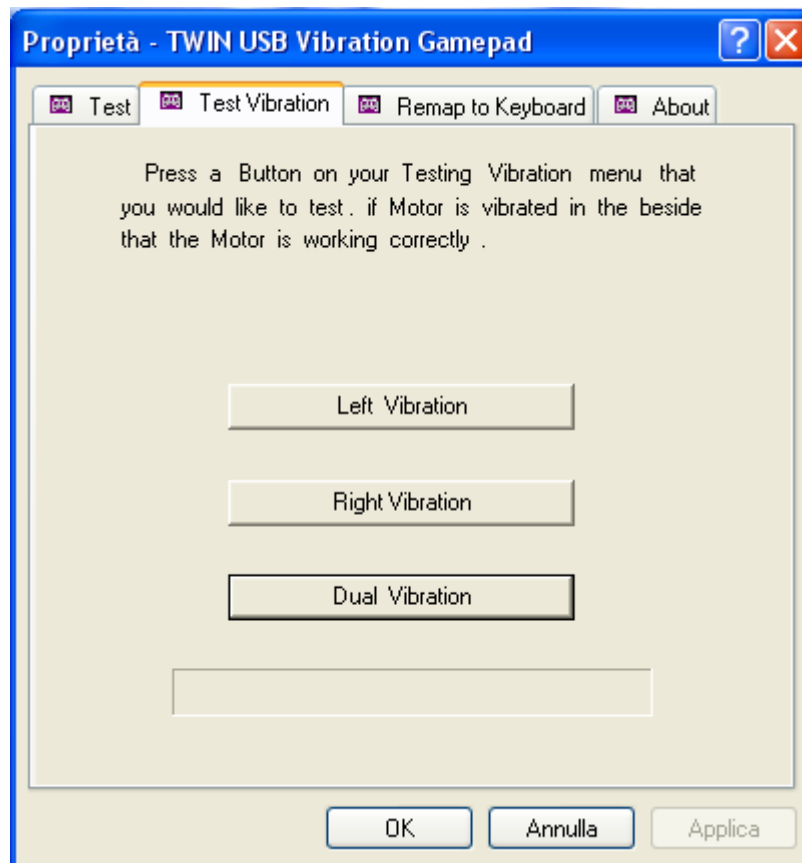 Proprietà - TWIN USB Vibration Gamepad
Test Test Vibration Remap to Keyboard About
Press a Button on your Testing Vibration menu that
you would like to test. if Motor is vibrated in the beside
that the Motor is working correctly .
Left Vibration
Right Vibration
Dual Vibration
OK Annulla Applica